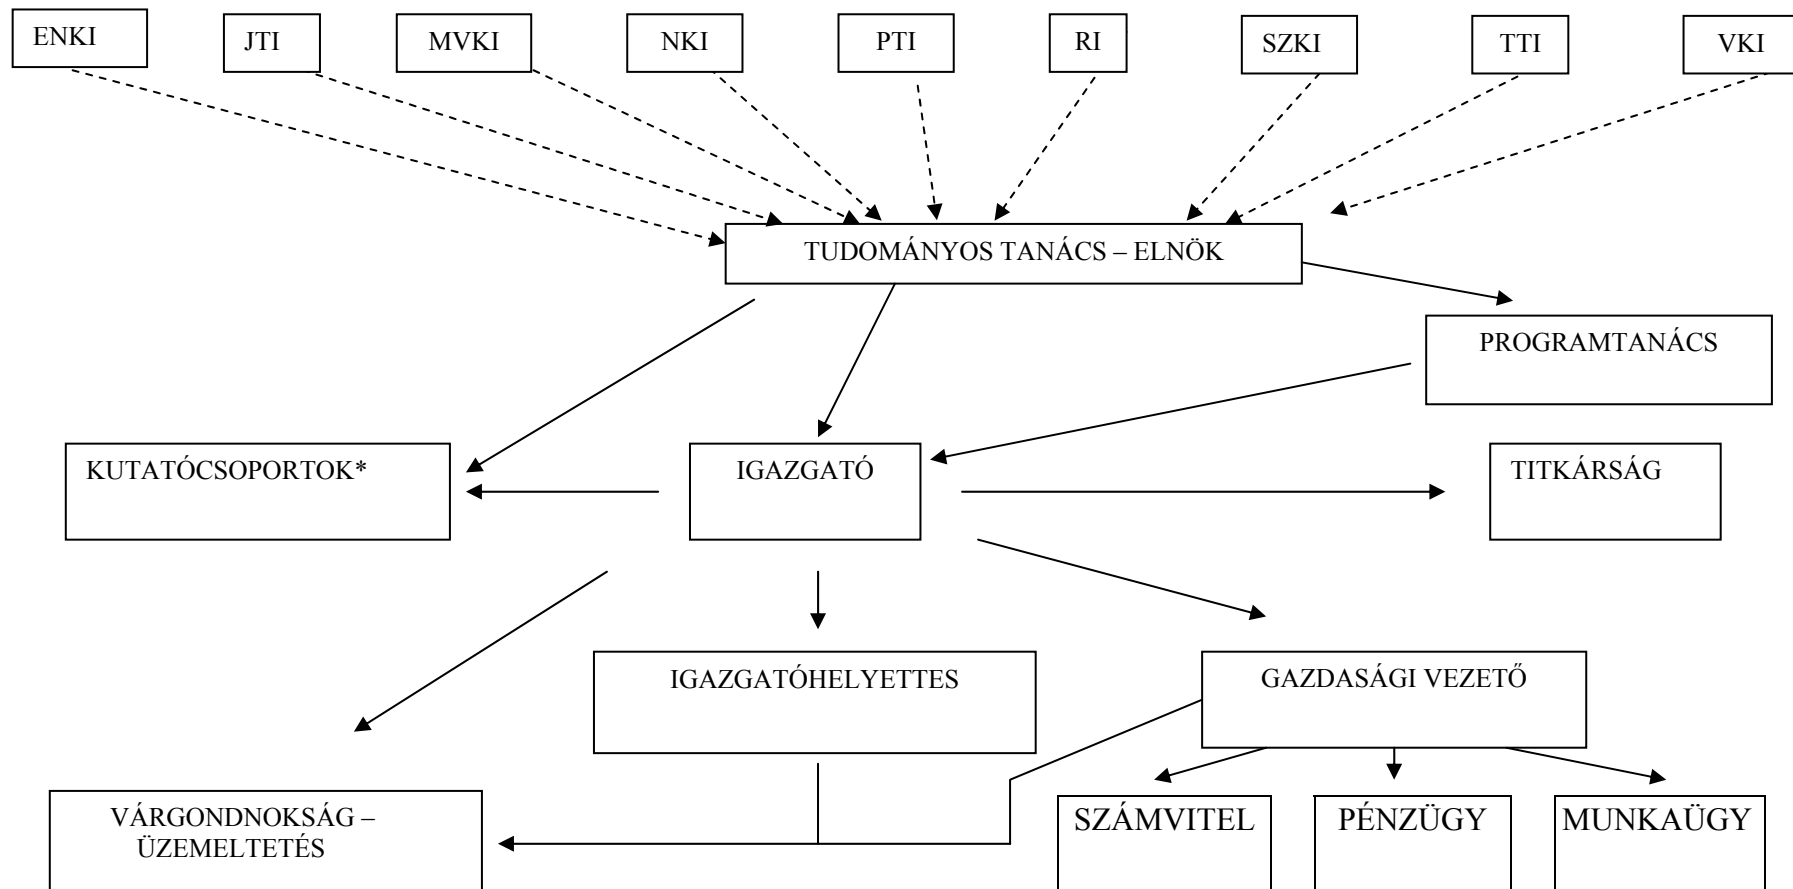 ENKI
JTI
MVKI
NKI
PTI
RI
SZKI
TTI
VKI
TUDOMÁNYOS TANÁCS – ELNÖK
PROGRAMTANÁCS
KUTATÓCSOPORTOK*
IGAZGATÓ
TITKÁRSÁG
IGAZGATÓHELYETTES
GAZDASÁGI VEZETŐ
VÁRGONDNOKSÁG –
ÜZEMELTETÉS
SZÁMVITEL
PÉNZÜGY
MUNKAÜGY